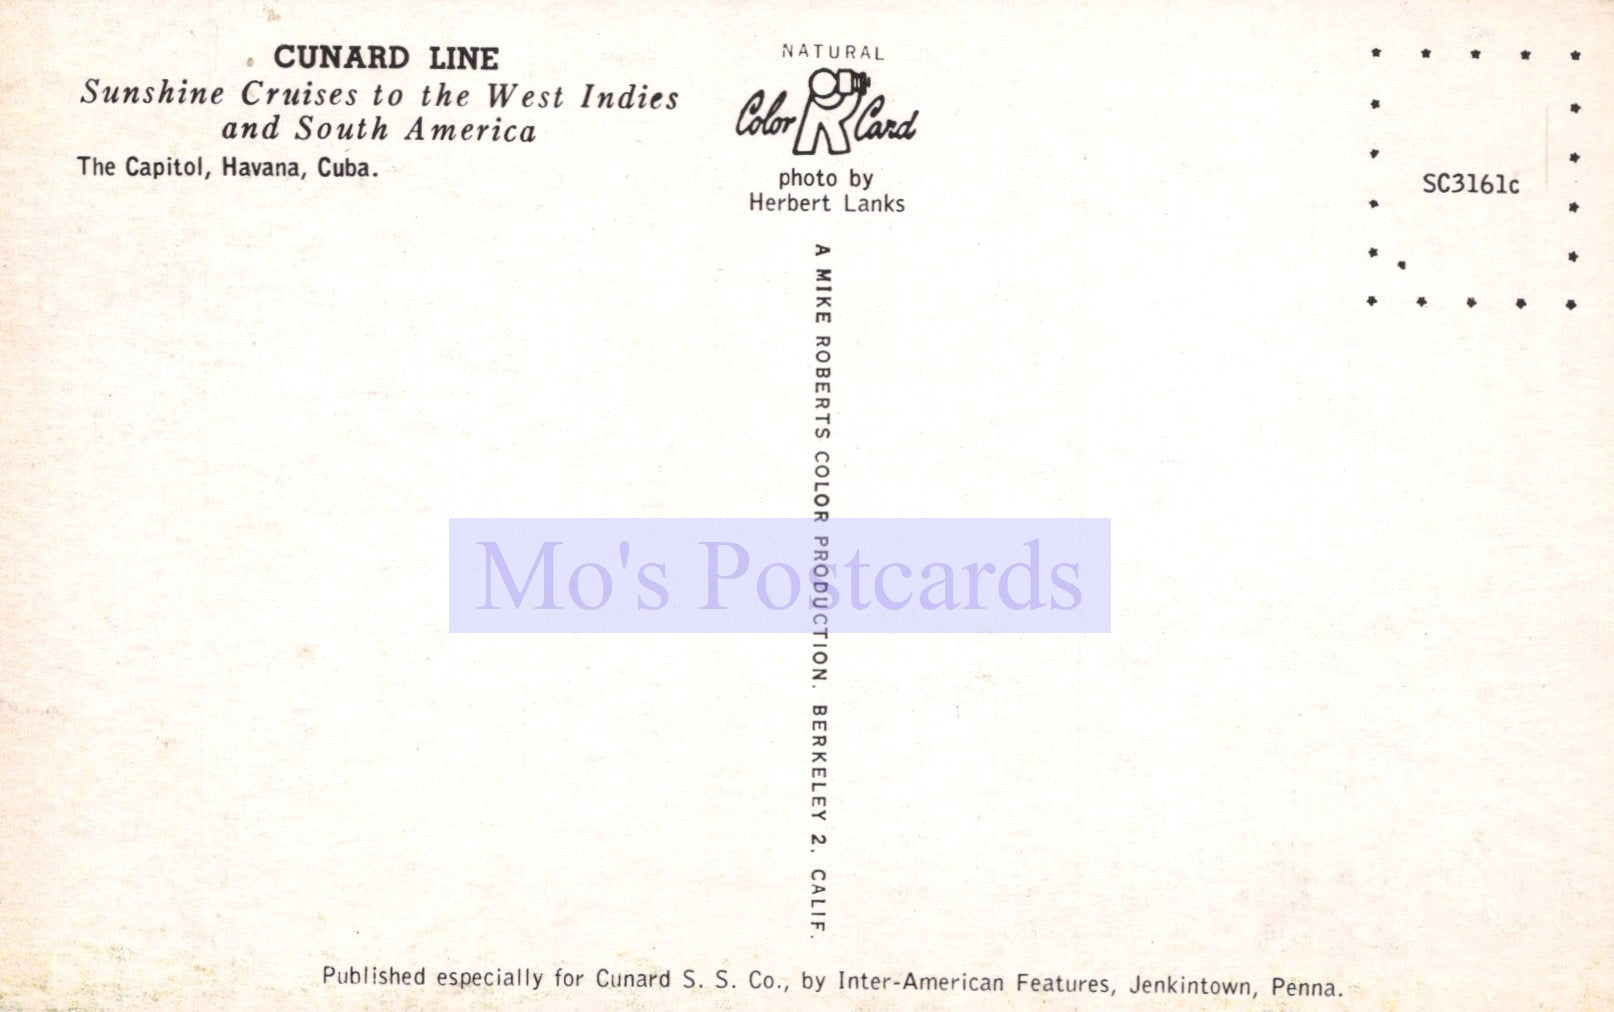 CUNARD LINE
Sunshine Cruises to the West Indies
and South America
The Capitol, Havana, Cuba.
NATURAL
Color Card
photo by
Herbert Lanks
SC3161c
A MIKE ROBERTS COLOR PRODUCTION. BERKELEY 2. CALIF.
Mo's Postcards
Published especially for Cunard S. S. Co., by Inter-American Features, Jenkintown, Penna.